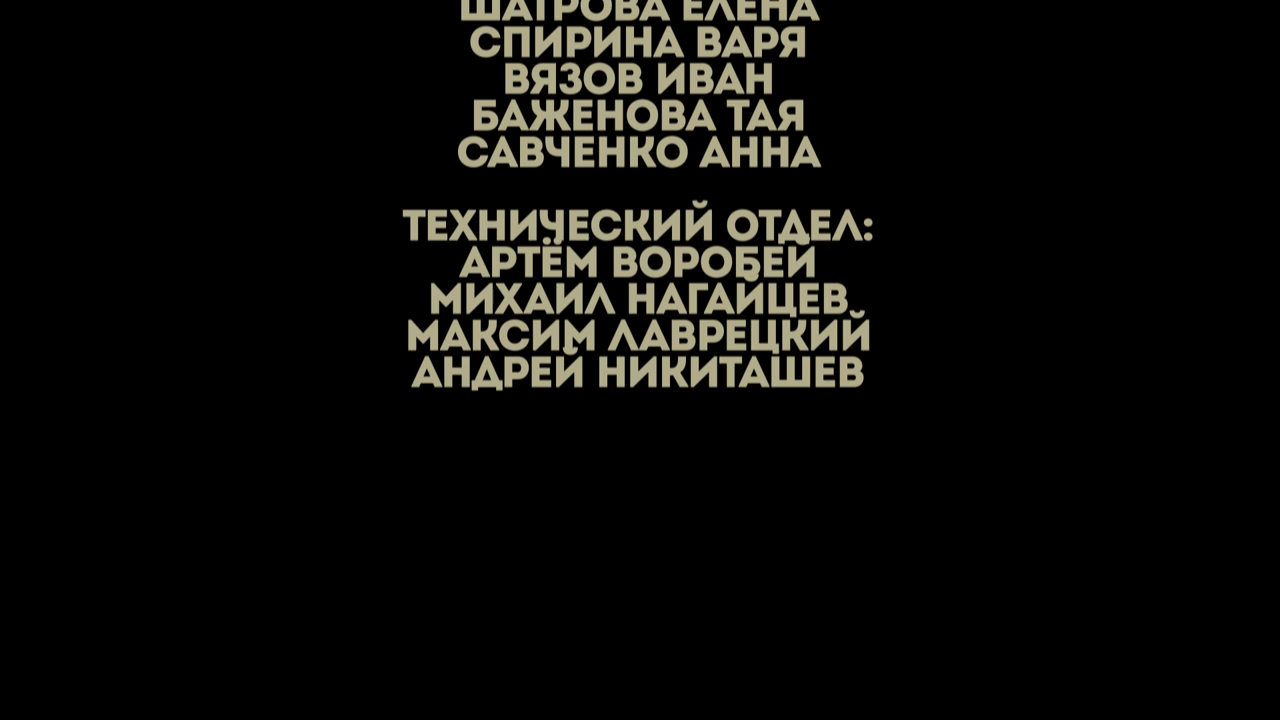 ШАТРОВА ЕЛЕНА
СПИРИНА ВАРЯ
ВЯЗОВ ИВАН
БАЖЕНОВА ТАЯ
САВЧЕНКО АННА
ТЕХНИЧЕСКИЙ ОТДЕЛ:
АРТЁМ ВОРОБЕЙ
МИХАИЛ НАГАЙЦЕВ
МАКСИМ ЛАВРЕЦКИЙ
АНДРЕЙ НИКИТАШЕВ